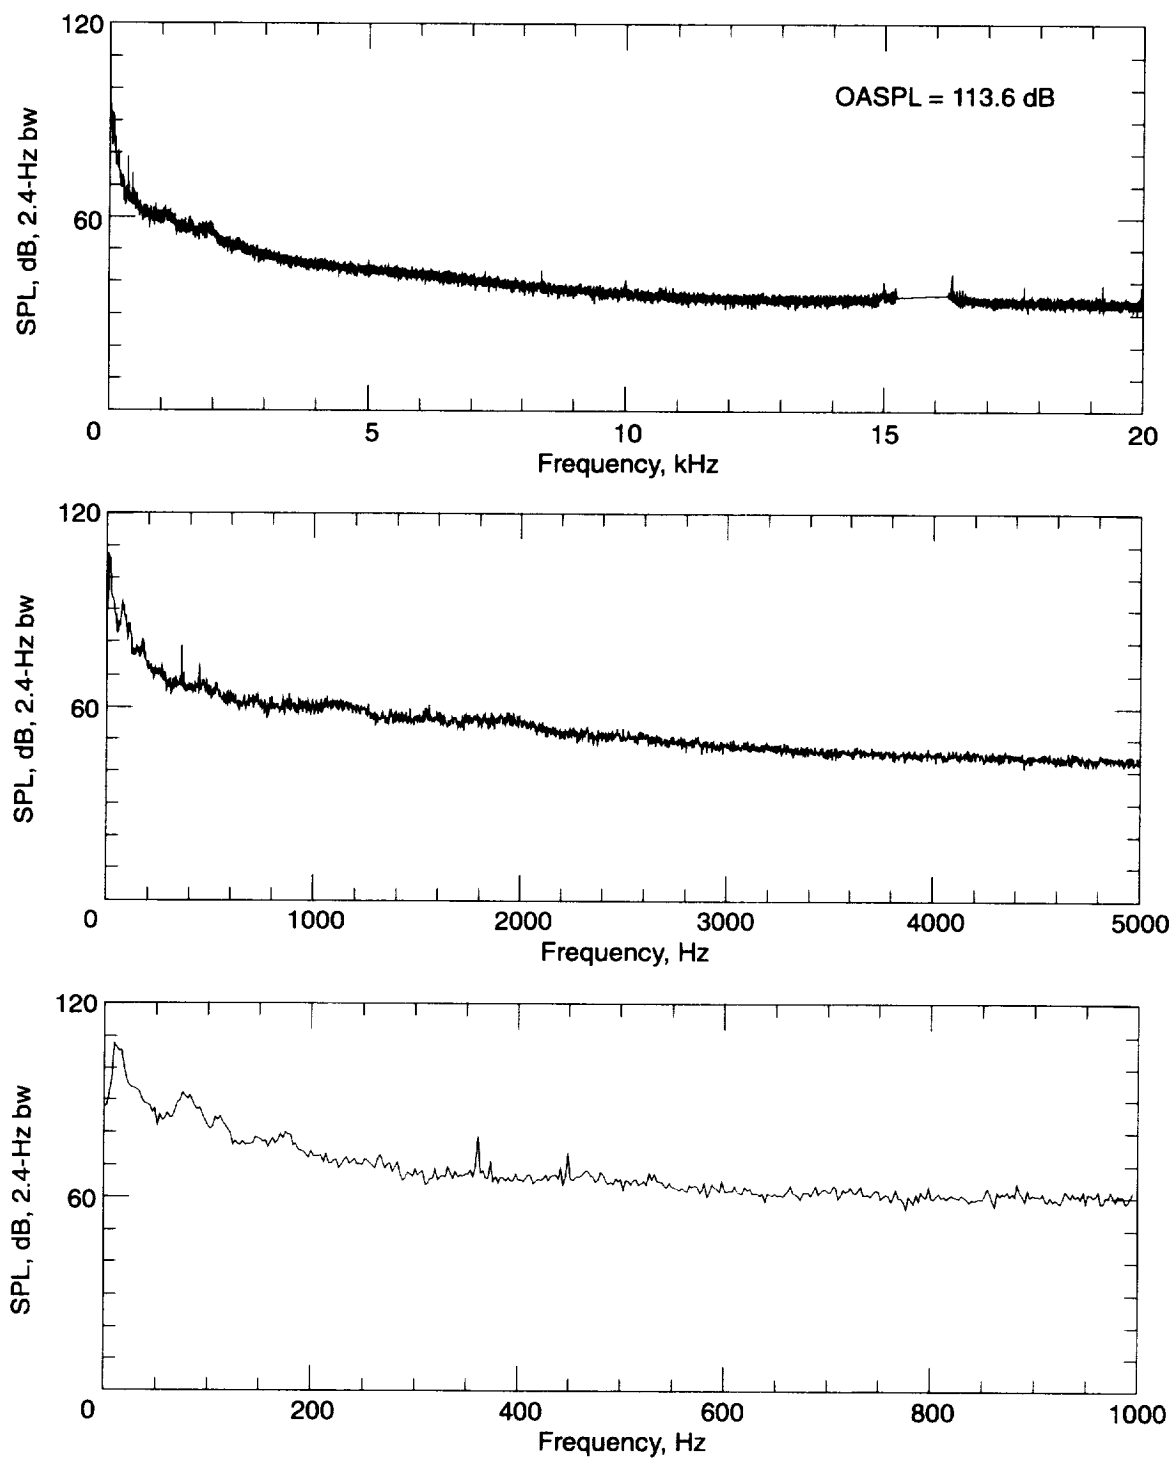 120
OASPL = 113.6 dB
SPL, dB, 2.4-Hz bw
60
0 5 10 15 20
Frequency, kHz
120
SPL, dB, 2.4-Hz bw
60
0 1000 2000 3000 4000 5000
Frequency, Hz
120
SPL, dB, 2.4-Hz bw
60
0 200 400 600 800 1000
Frequency, Hz